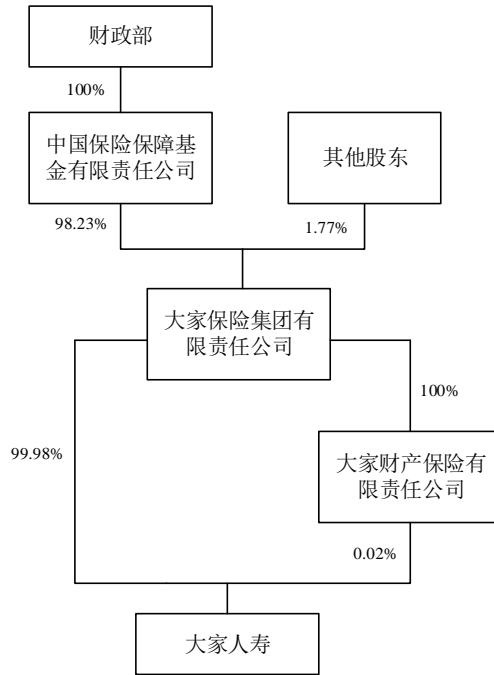 财政部
100%
中国保险保障基
金有限责任公司
其他股东
98.23%
1.77%
大家保险集团有
限责任公司
100%
99.98%
大家财产保险有
限责任公司
0.02%
大家人寿